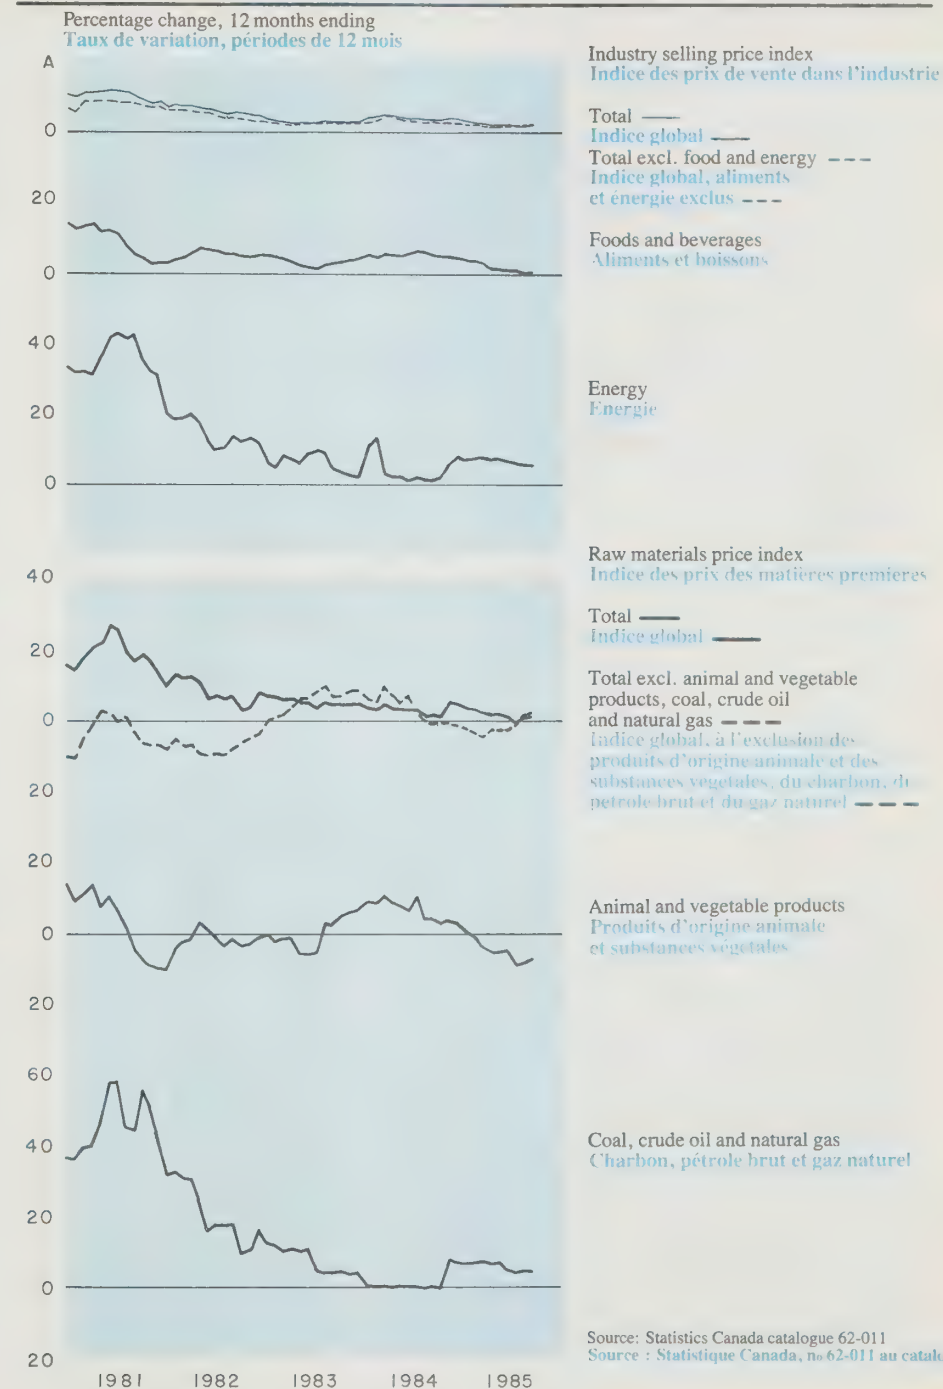 Percentage change, 12 months ending
Taux de variation, périodes de 12 mois
A
Industry selling price index
Indice des prix de vente dans l'industrie
Total
Indice global
0
Total excl. food and energy
Indice global, aliments
et énergie exclus
20
Foods and beverages
Aliments et boissons
0
40
Energy
Énergie
20
0
Raw materials price index
Indice des prix des matières premieres
40
Total
Indice global
20
Total excl. animal and vegetable
products, coal, crude oil
and natural gas
0
Indice global, à l'exclusion des
produits d'origine animale et des
substances vegetales, du charbon, du
petrole brut et du gaz naturel
20
20
Animal and vegetable products
Produits d'origine animale
et substances végetales
0
20
60
Coal, crude oil and natural gas
Charbon, pétrole brut et gaz naturel
40
20
0
Source: Statistics Canada catalogue 62-011
Source : Statistique Canada, no 62-011 au
20
1981 1982 1983 1984 1985